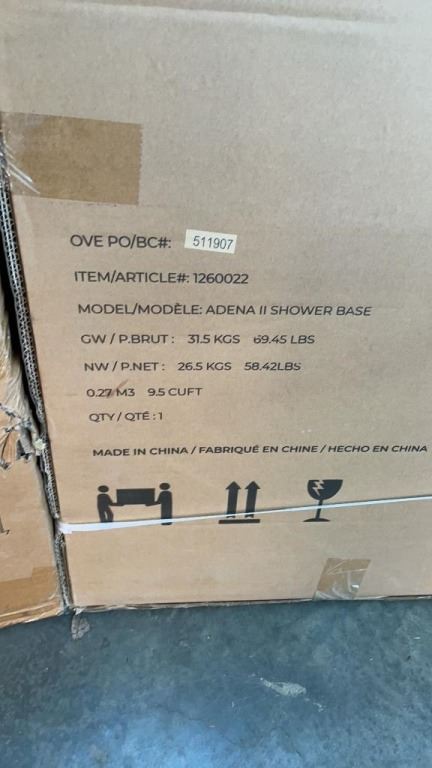 OVE PO/BC#: 511907
ITEM/ARTICLE#: 1260022
MODEL/MODÈLE: ADENA II SHOWER BASE
GW / P.BRUT : 31.5 KGS 69.45 LBS
NW / P.NET : 26.5 KGS 58.42LBS
0.27 M3 9.5 CUFT
QTY / QTÉ : 1
MADE IN CHINA / FABRIQUÉ EN CHINE / HECHO EN CHINA